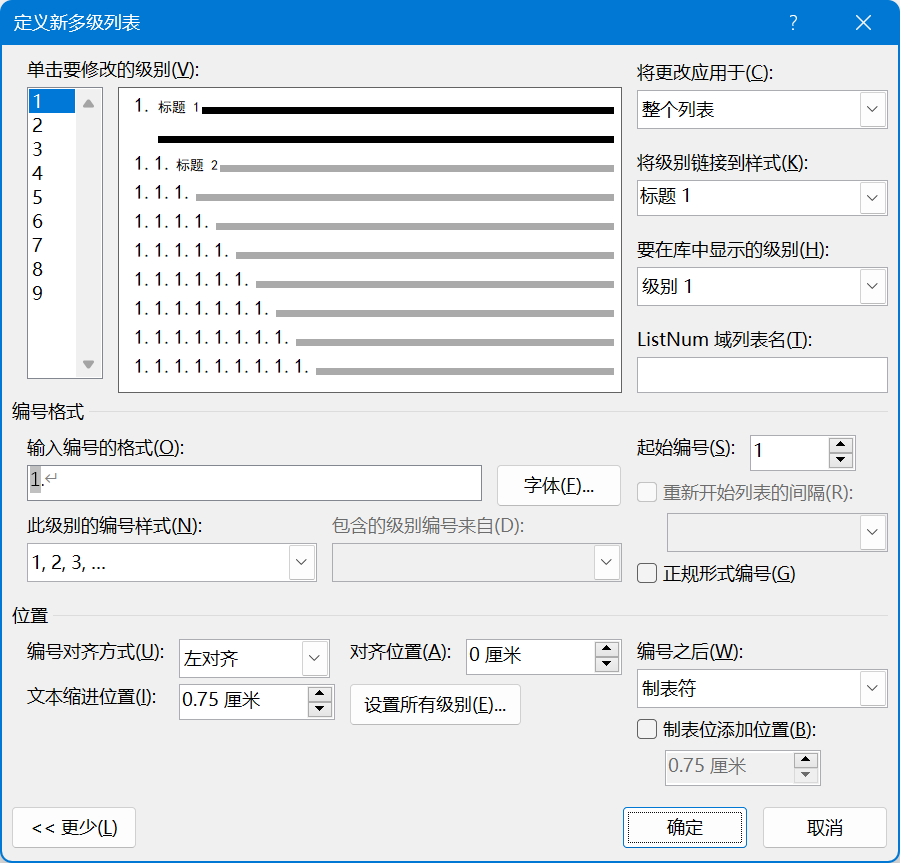 定义新多级列表
单击要修改的级别(V):
1
2
3
4
5
6
7
8
9
1. 标题 1
1. 1. 标题 2
1. 1. 1.
1. 1. 1. 1.
1. 1. 1. 1. 1.
1. 1. 1. 1. 1. 1.
1. 1. 1. 1. 1. 1. 1.
1. 1. 1. 1. 1. 1. 1. 1.
1. 1. 1. 1. 1. 1. 1. 1. 1.
将更改应用于(C):
整个列表
将级别链接到样式(K):
标题 1
要在库中显示的级别(H):
级别 1
ListNum 域列表名(T):
编号格式
输入编号的格式(O):
1.↵
字体(F)...
起始编号(S):
1
重新开始列表的间隔(R):
此级别的编号样式(N):
1, 2, 3, ...
包含的级别编号来自(D):
正规形式编号(G)
位置
编号对齐方式(U):
左对齐
对齐位置(A):
0 厘米
编号之后(W):
制表符
文本缩进位置(I):
0.75 厘米
设置所有级别(E)...
制表位添加位置(B):
0.75 厘米
<< 更少(L)
确定
取消